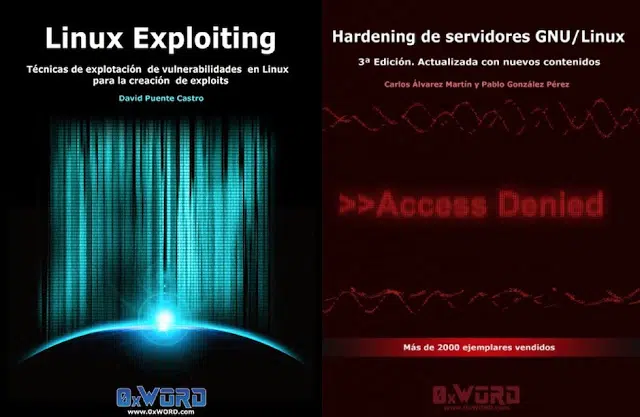 Linux Exploiting
Técnicas de explotación de vulnerabilidades en Linux
para la creación de exploits
David Puente Castro
0xWORD
www.0xWORD.com
Hardening de servidores GNU/Linux
3ª Edición. Actualizada con nuevos contenidos
Carlos Álvarez Martín y Pablo González Pérez
>>Access Denied
Más de 2000 ejemplares vendidos
0xWORD
www.0xWORD.com